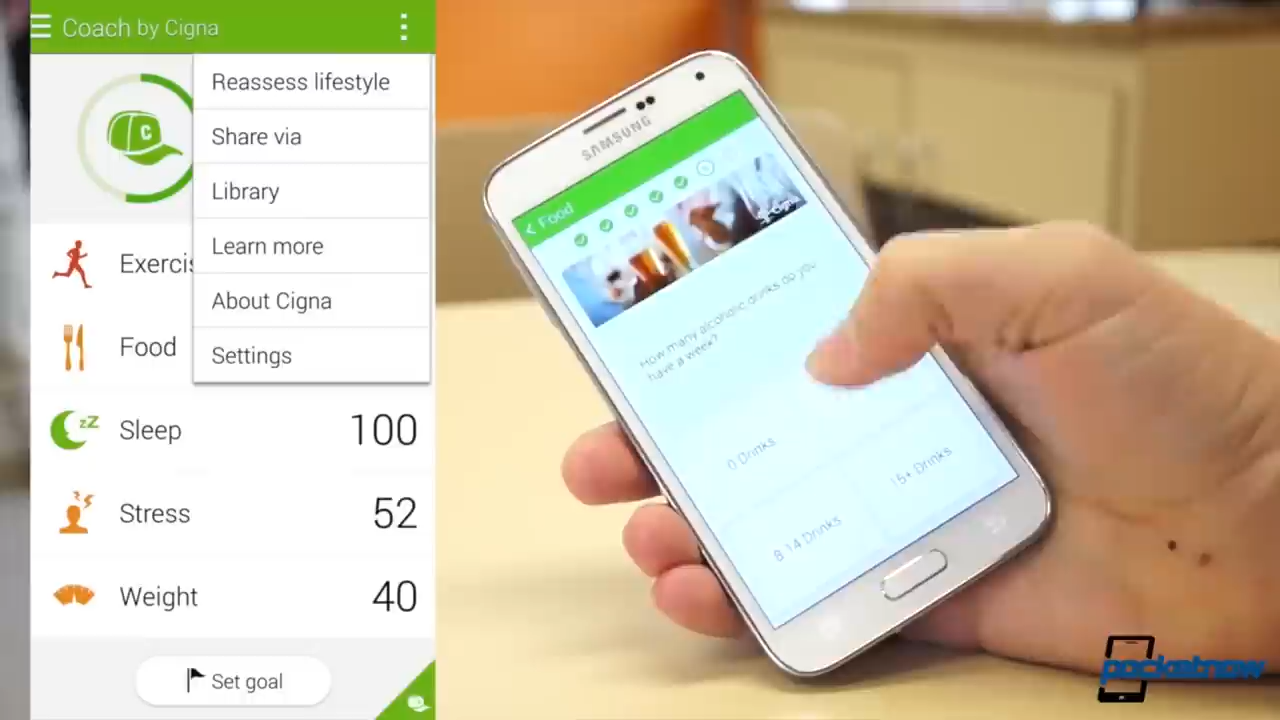 Coach by Cigna
Reassess lifestyle
Share via
Library
Learn more
About Cigna
Settings
C
Exercis
Food
Sleep 100
Stress 52
Weight 40
Set goal
SAMSUNG
< Food
Cigna
How many alcoholic drinks do you
have a week?
0 Drinks
15+ Drinks
8 14 Drinks
pocketnow